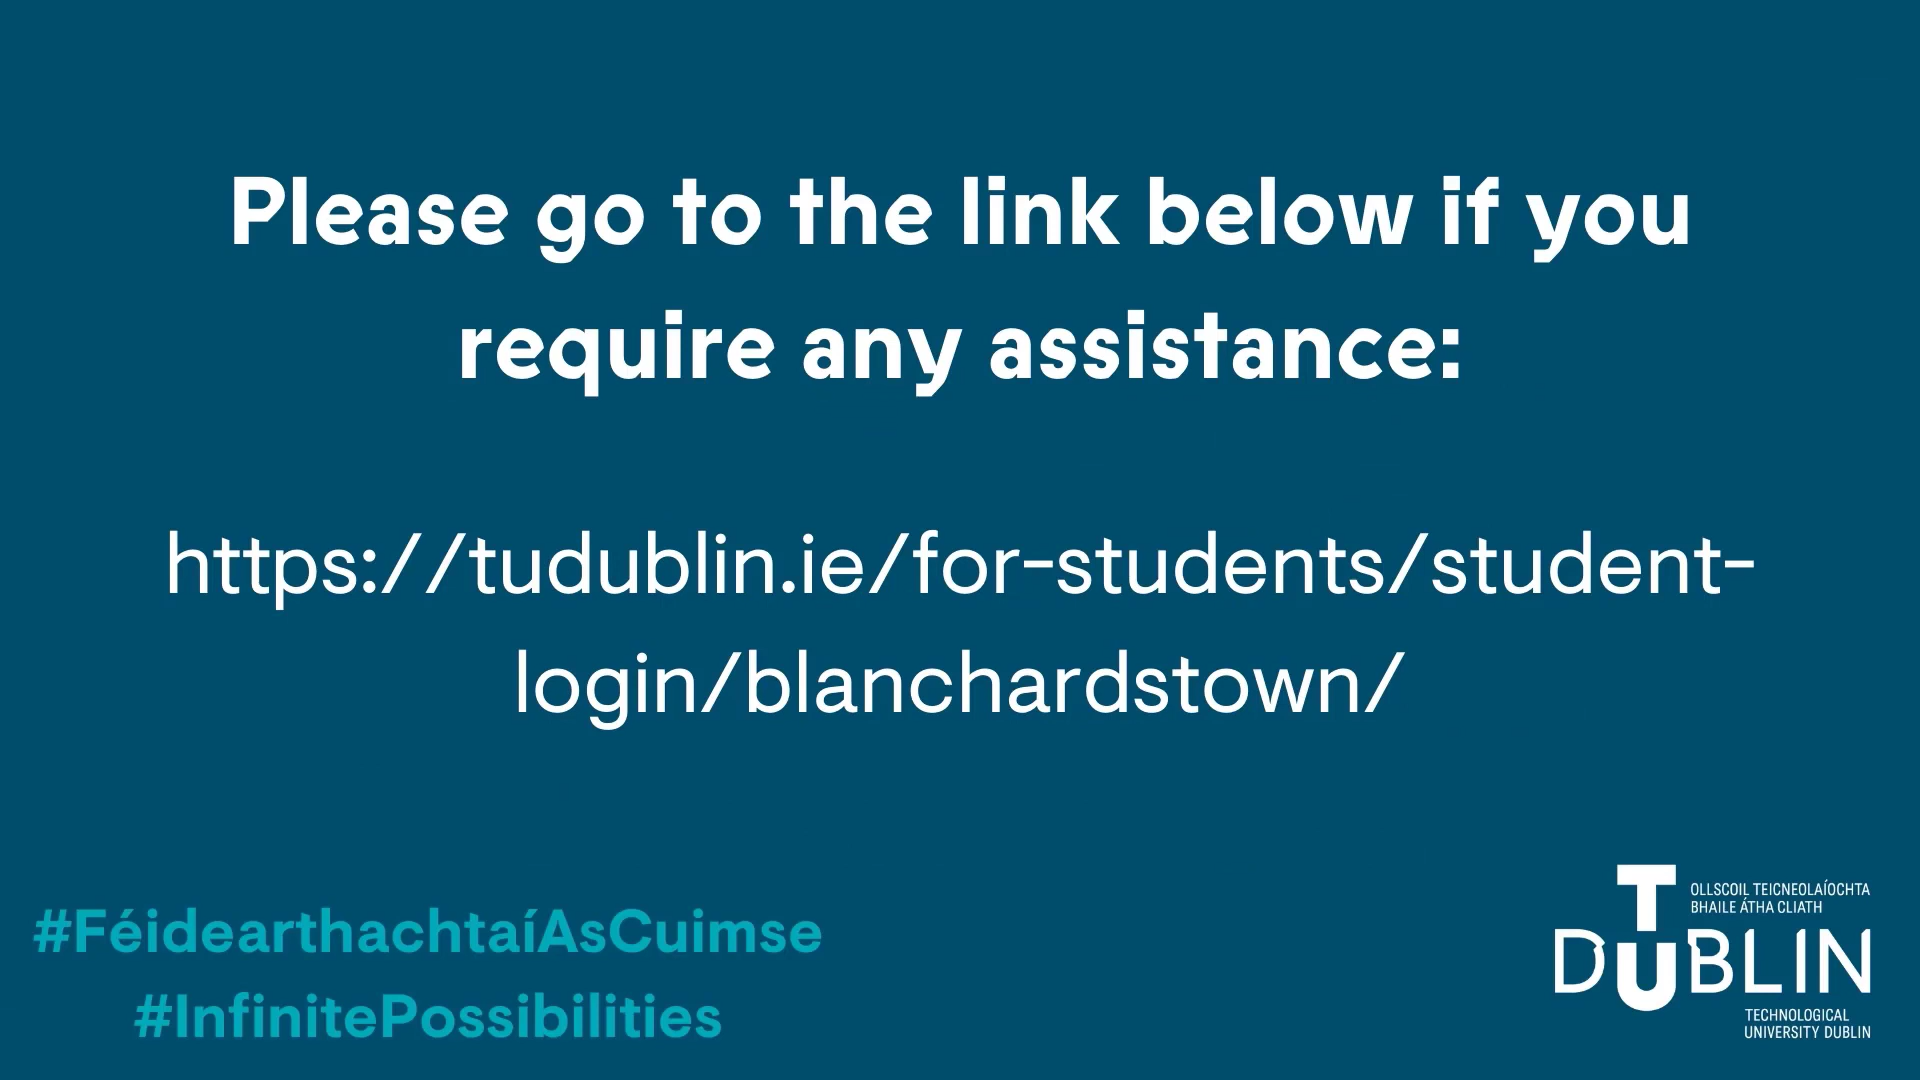 Please go to the link below if you
require any assistance:
https://tudublin.ie/for-students/student-
login/blanchardstown/
#FéidearthachtaíAsCuimse
#InfinitePossibilities
OLLSCOIL TEICNEOLAÍOCHTA
BHAILE ÁTHA CLIATH
TU DUBLIN
TECHNOLOGICAL
UNIVERSITY DUBLIN